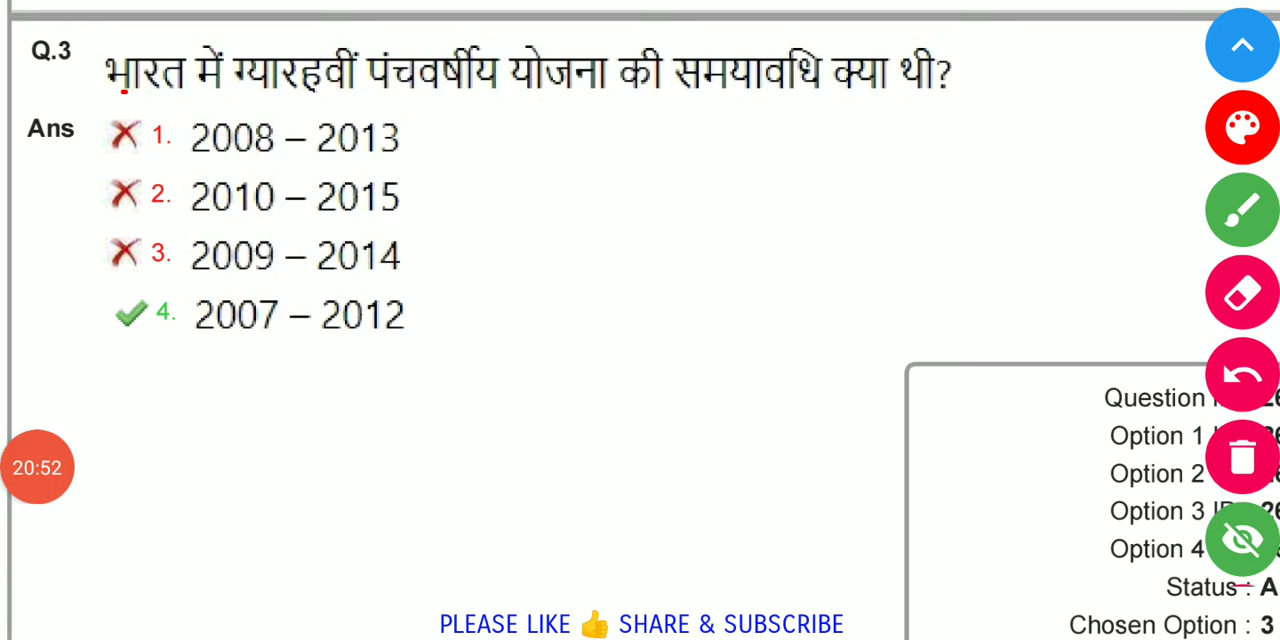 Q.3 भारत में ग्यारहवीं पंचवर्षीय योजना की समयावधि क्या थी?
Ans 1. 2008 – 2013
2. 2010 – 2015
3. 2009 – 2014
4. 2007 – 2012
20:52
Question
Option 1
Option 2
Option 3
Option 4
Status : A
Chosen Option : 3
PLEASE LIKE 👍 SHARE & SUBSCRIBE